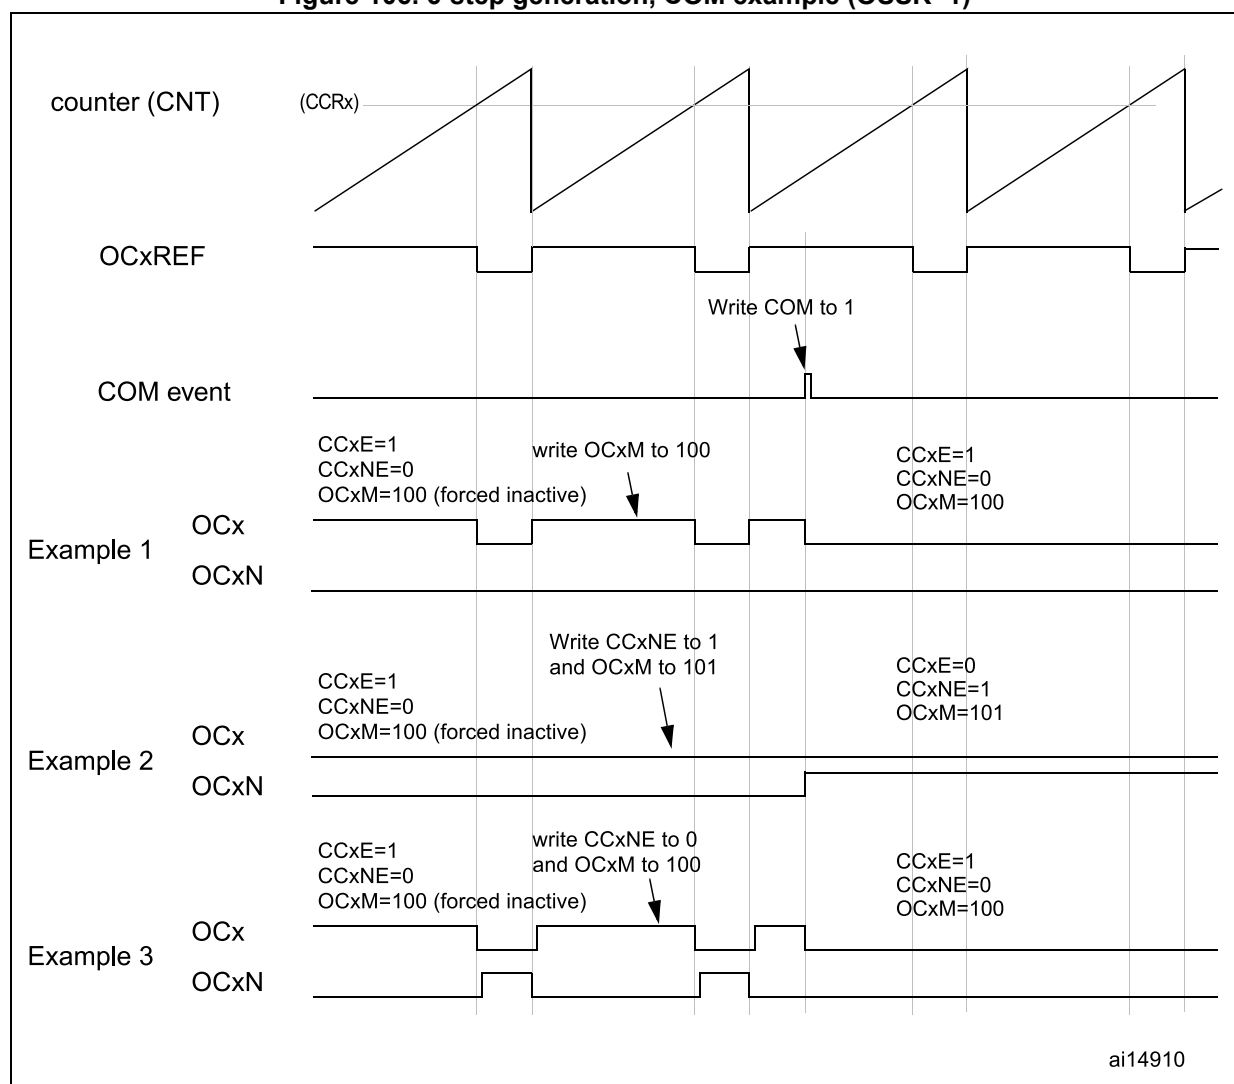 counter (CNT)
(CCRx)
OCxREF
Write COM to 1
COM event
CCxE=1
CCxNE=0
OCxM=100 (forced inactive)
write OCxM to 100
CCxE=1
CCxNE=0
OCxM=100
Example 1
OCx
OCxN
CCxE=1
CCxNE=0
OCxM=100 (forced inactive)
Write CCxNE to 1
and OCxM to 101
CCxE=0
CCxNE=1
OCxM=101
Example 2
OCx
OCxN
CCxE=1
CCxNE=0
OCxM=100 (forced inactive)
write CCxNE to 0
and OCxM to 100
CCxE=1
CCxNE=0
OCxM=100
Example 3
OCx
OCxN
ai14910